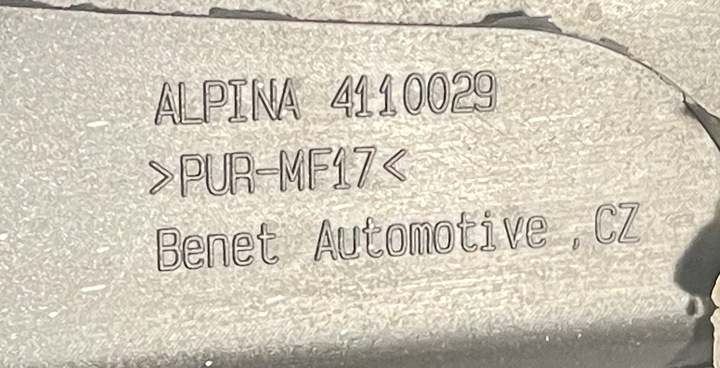 ALPINA 4110029
>PUR-MF17<
Benet Automotive , CZ